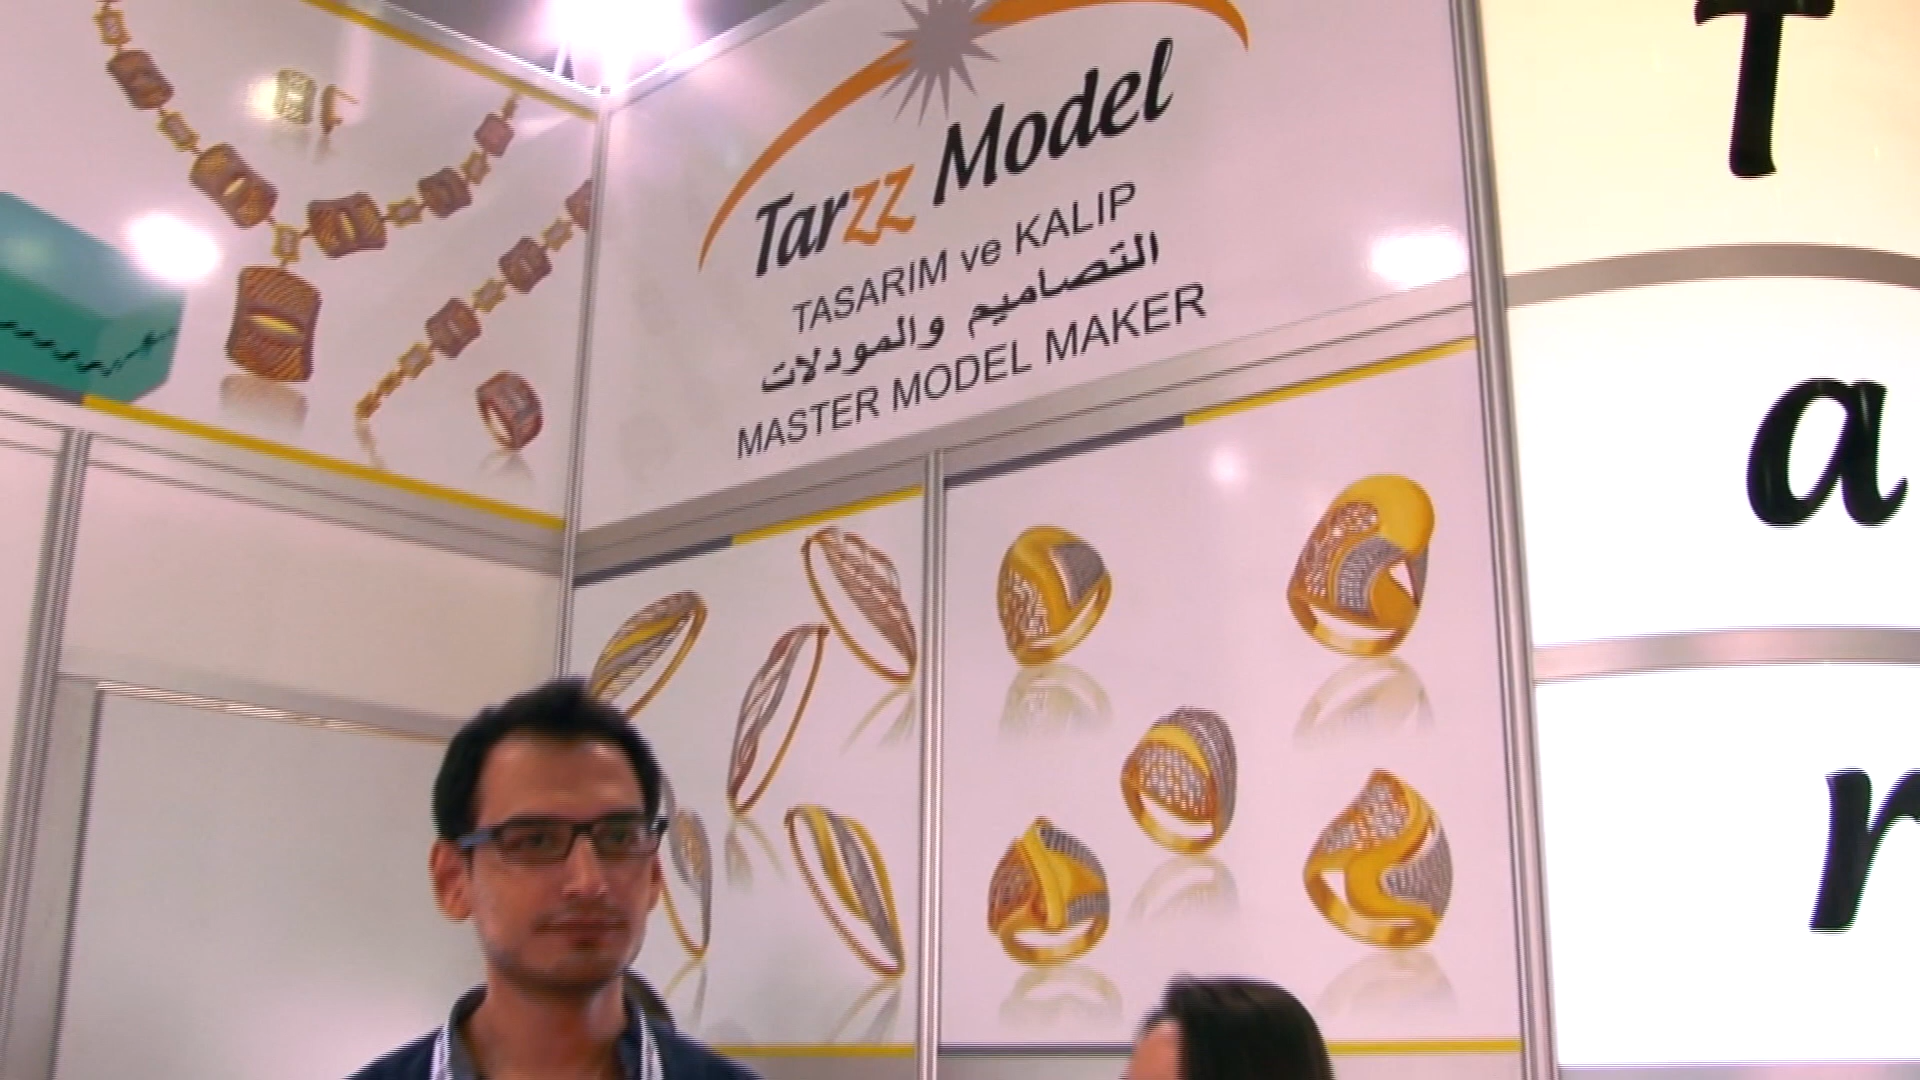 Tarzz Model
TASARIM ve KALIP
التصاميم والمودلات
MASTER MODEL MAKER
T
a
r